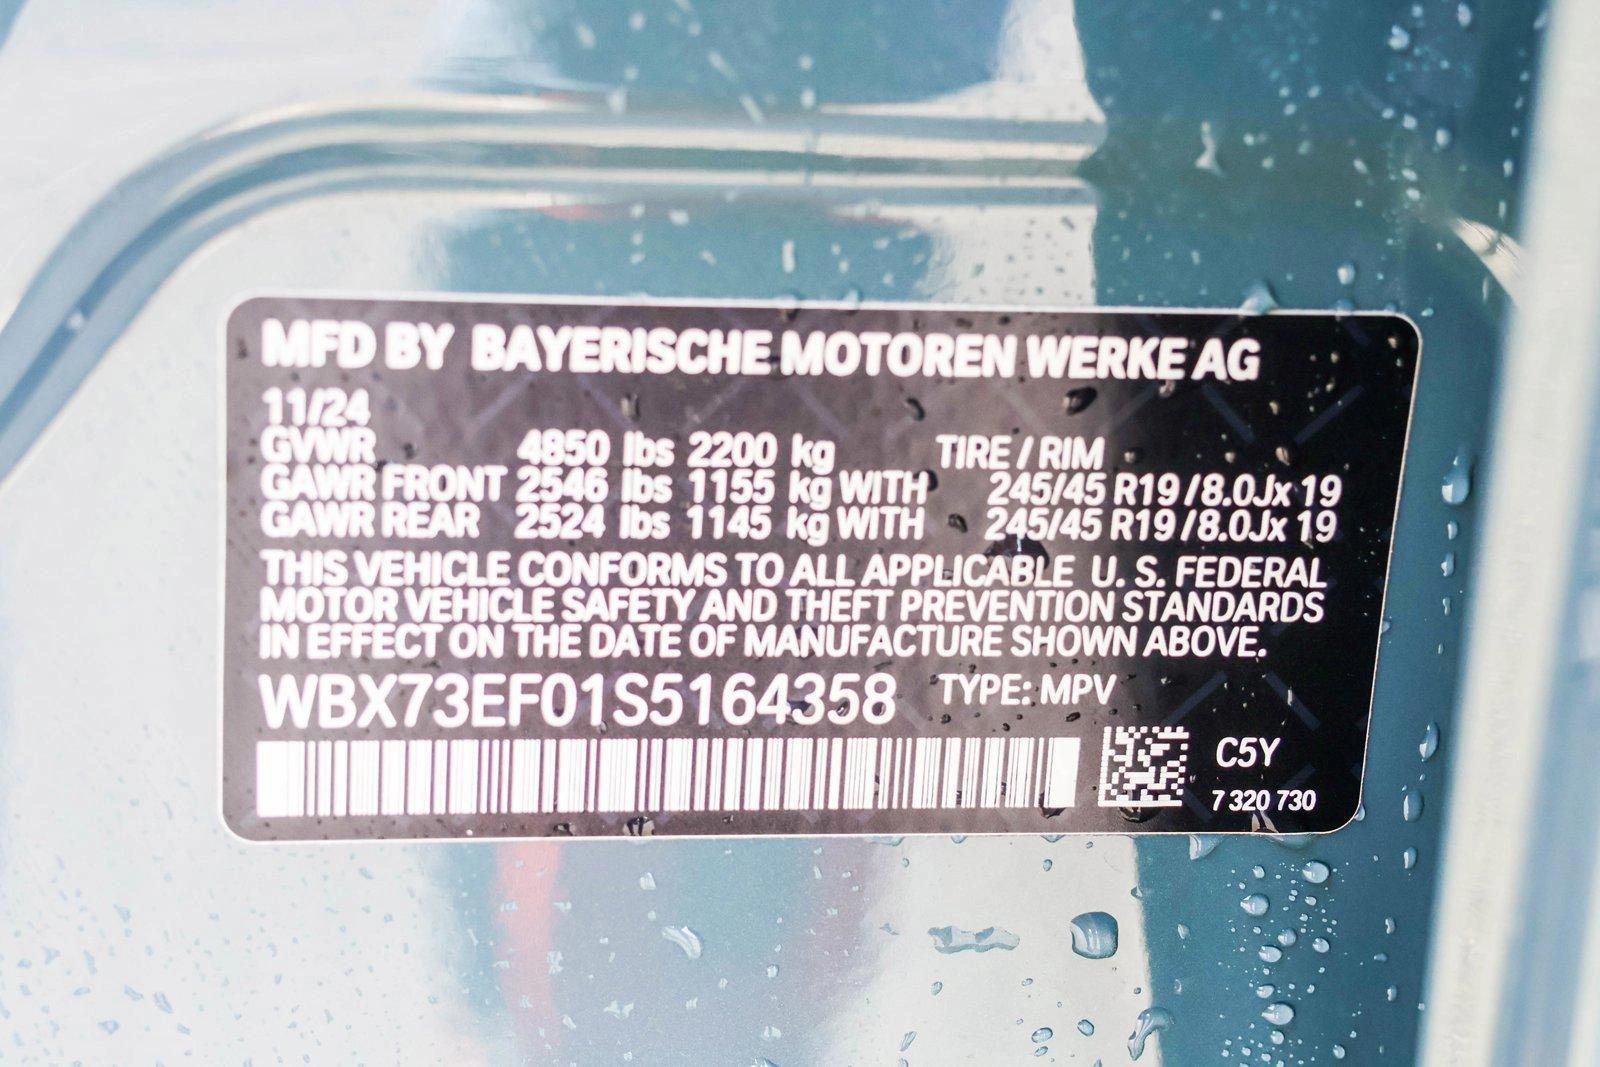 MFD BY BAYERISCHE MOTOREN WERKE AG
11/24
GVWR 4850 lbs 2200 kg TIRE / RIM
GAWR FRONT 2546 lbs 1155 kg WITH 245/45 R19 / 8.0Jx 19
GAWR REAR 2524 lbs 1145 kg WITH 245/45 R19 / 8.0Jx 19
THIS VEHICLE CONFORMS TO ALL APPLICABLE U. S. FEDERAL
MOTOR VEHICLE SAFETY AND THEFT PREVENTION STANDARDS
IN EFFECT ON THE DATE OF MANUFACTURE SHOWN ABOVE.
WBX73EF01S5164358 TYPE: MPV
C5Y
7 320 730